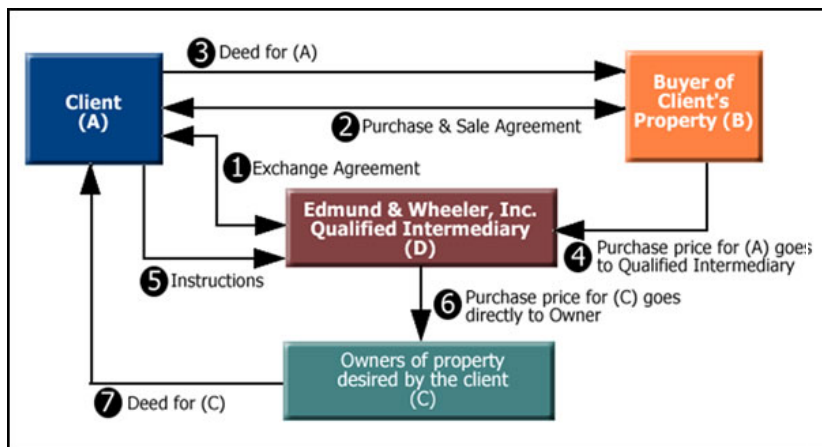 3 Deed for (A)
Client
(A)
Buyer of
Client's
Property (B)
2 Purchase & Sale Agreement
1 Exchange Agreement
Edmund & Wheeler, Inc.
Qualified Intermediary
(D)
4 Purchase price for (A) goes
to Qualified Intermediary
5 Instructions
6 Purchase price for (C) goes
directly to Owner
Owners of property
desired by the client
(C)
7 Deed for (C)